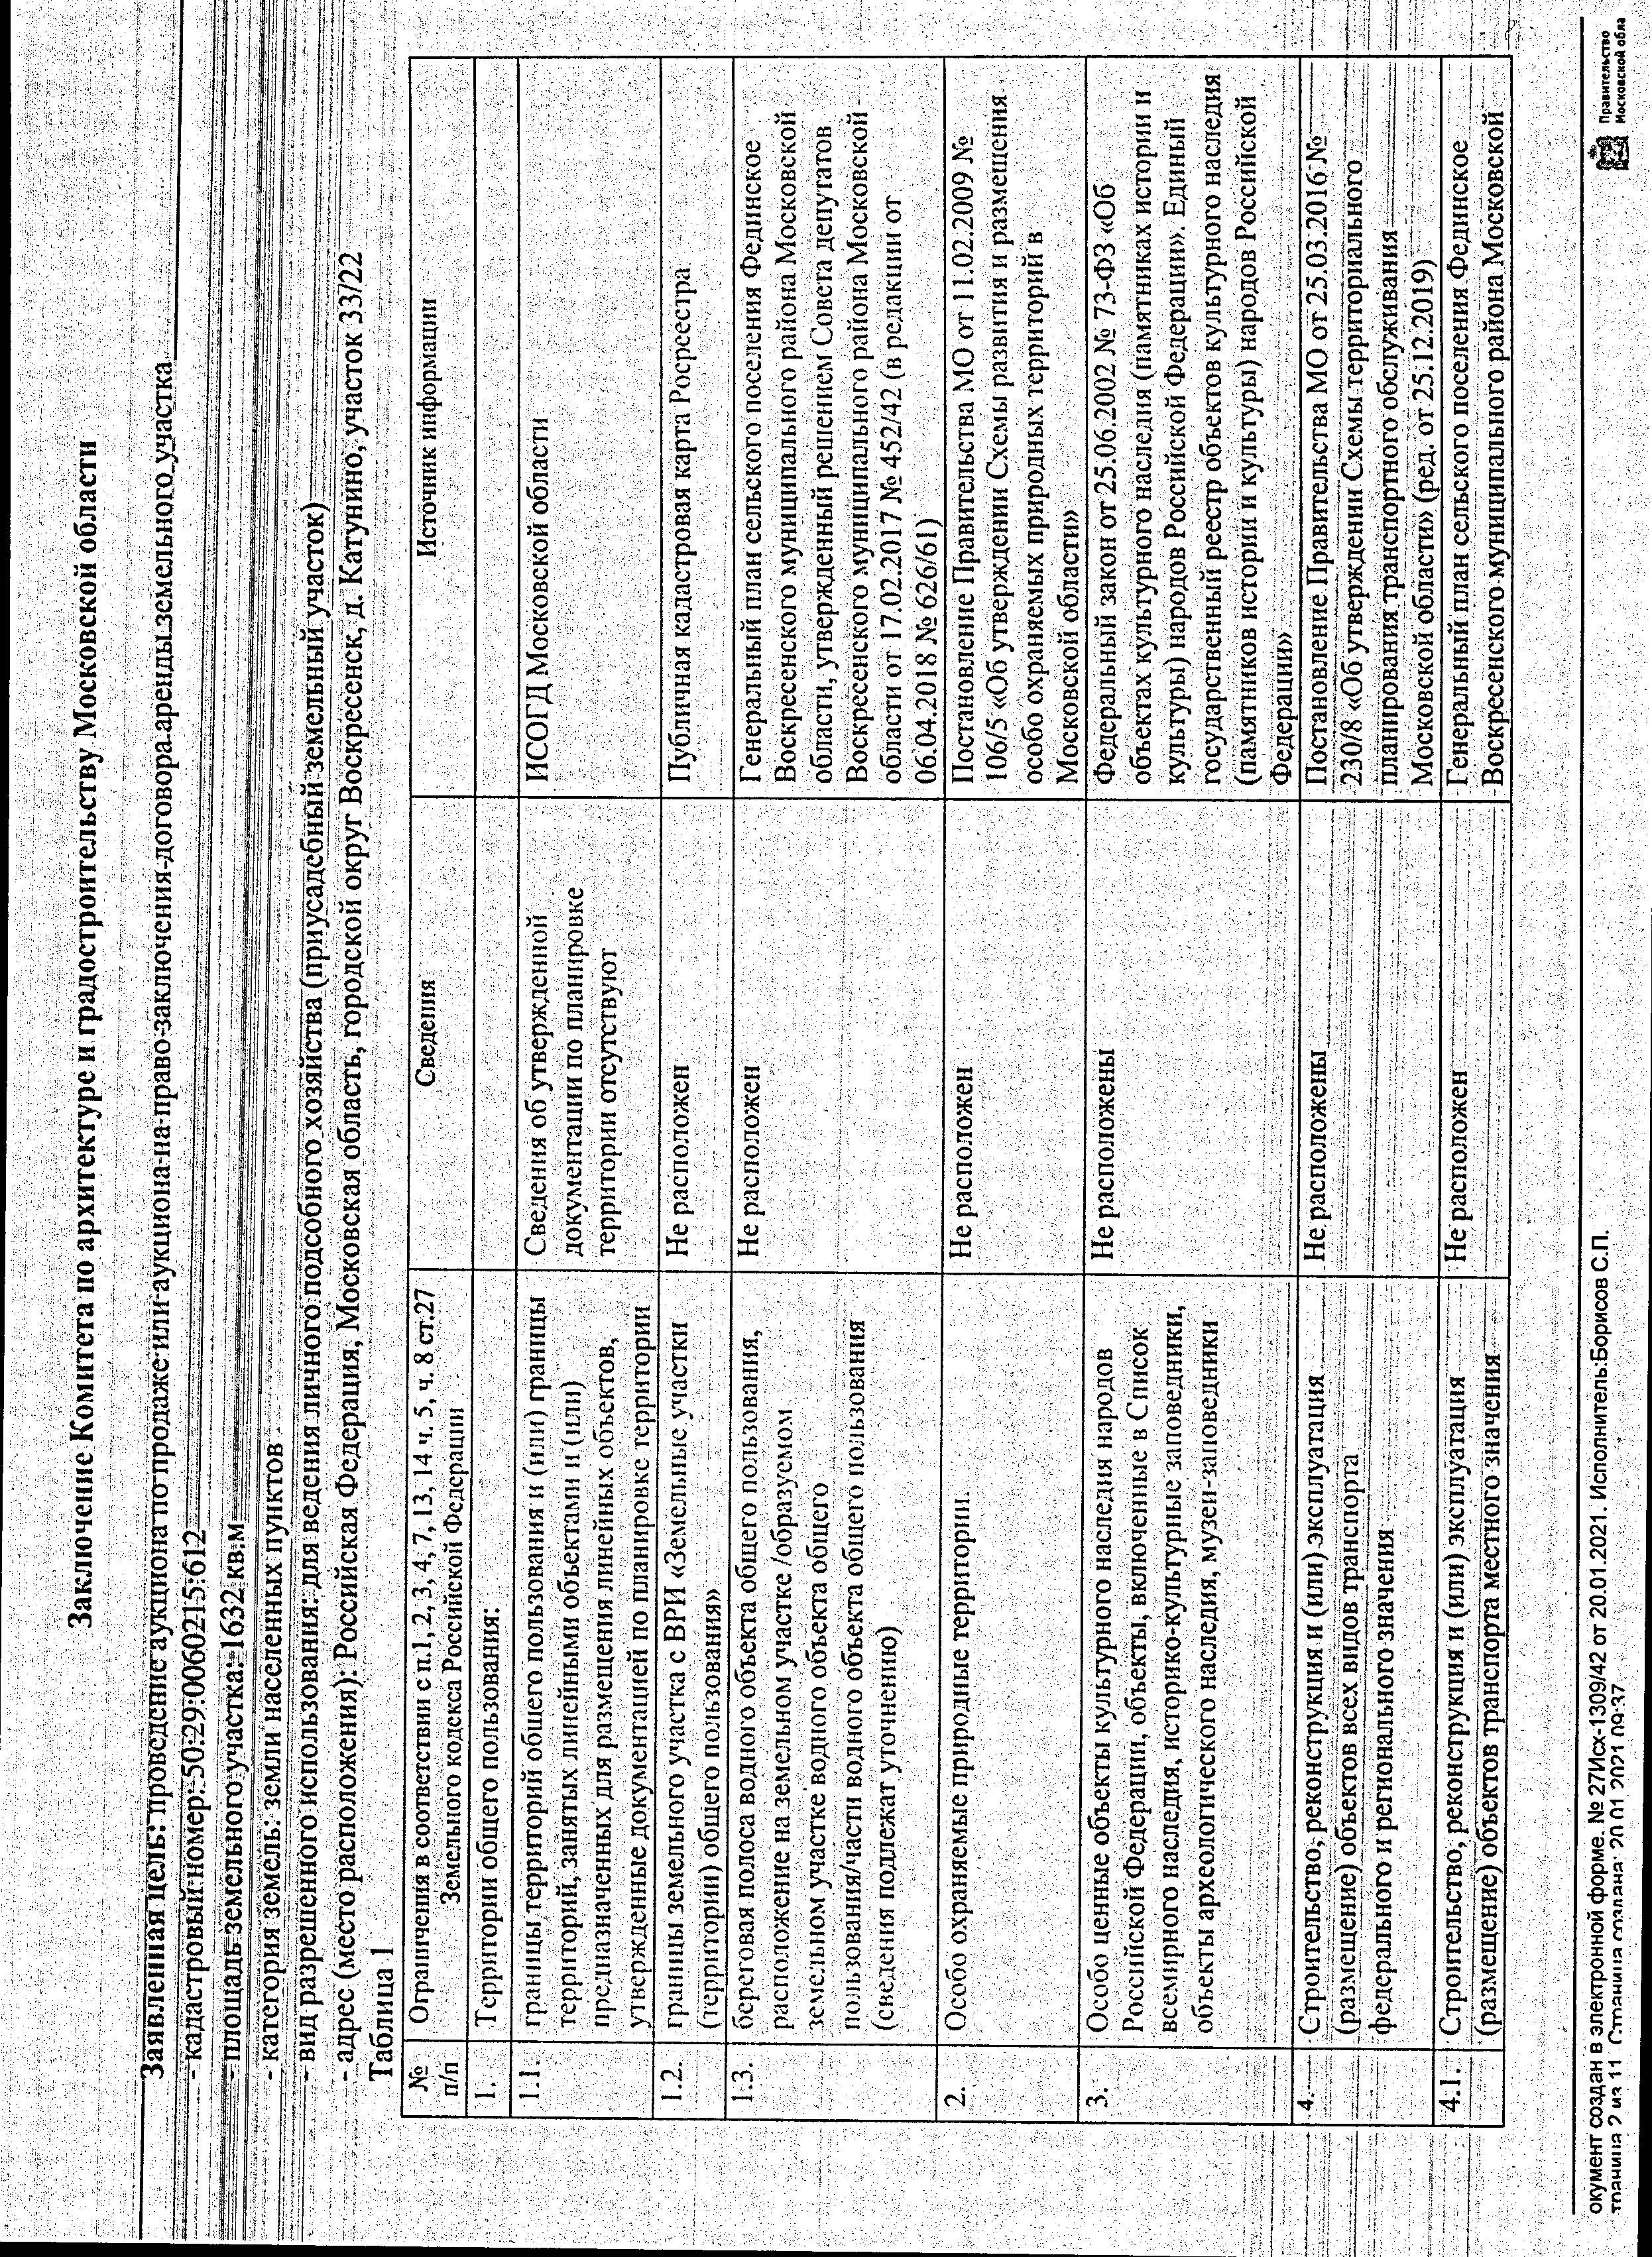 Заключение Комитета по архитектуре и градостроительству Московской области
Заявленная цель: проведение аукциона по продаже или аукциона на право заключения договора аренды земельного участка
- кадастровый номер: 50:29:0060215:612
- площадь земельного участка: 1632 кв.м
- категория земель: земли населенных пунктов
- вид разрешенного использования: для ведения личного подсобного хозяйства (приусадебный земельный участок)
- адрес (место расположения): Российская Федерация, Московская область, городской округ Воскресенск, д. Катунино, участок 33/22
Таблица 1
№
п/п
Ограничения в соответствии с п.1, 2, 3, 4, 7, 13, 14 ч. 5, ч. 8 ст.27
Земельного кодекса Российской Федерации
Сведения
Источник информации
1.
Территории общего пользования:
1.1.
границы территорий общего пользования и (или) границы
территорий, занятых линейными объектами и (или)
предназначенных для размещения линейных объектов,
утвержденные документацией по планировке территории
Сведения об утвержденной
документации по планировке
территории отсутствуют
ИСОГД Московской области
1.2.
границы земельного участка с ВРИ «Земельные участки
(территории) общего пользования»
Не расположен
Публичная кадастровая карта Росреестра
1.3.
береговая полоса водного объекта общего пользования,
расположение на земельном участке /образуемом
земельном участке водного объекта общего
пользования/части водного объекта общего пользования
(сведения подлежат уточнению)
Не расположен
Генеральный план сельского поселения Фединское
Воскресенского муниципального района Московской
области, утвержденный решением Совета депутатов
Воскресенского муниципального района Московской
области от 17.02.2017 № 452/42 (в редакции от
06.04.2018 № 626/61)
2.
Особо охраняемые природные территории.
Не расположен
Постановление Правительства МО от 11.02.2009 №
106/5 «Об утверждении Схемы развития и размещения
особо охраняемых природных территорий в
Московской области»
3.
Особо ценные объекты культурного наследия народов
Российской Федерации, объекты, включенные в Список
всемирного наследия, историко-культурные заповедники,
объекты археологического наследия, музеи-заповедники
Не расположены
Федеральный закон от 25.06.2002 № 73-ФЗ «Об
объектах культурного наследия (памятниках истории и
культуры) народов Российской Федерации». Единый
государственный реестр объектов культурного наследия
(памятников истории и культуры) народов Российской
Федерации»
4.
Строительство, реконструкция и (или) эксплуатация
(размещение) объектов всех видов транспорта
федерального и регионального значения
Не расположены
Постановление Правительства МО от 25.03.2016 №
230/8 «Об утверждении Схемы территориального
планирования транспортного обслуживания
Московской области» (ред. от 25.12.2019)
4.1.
Строительство, реконструкция и (или) эксплуатация
(размещение) объектов транспорта местного значения
Не расположен
Генеральный план сельского поселения Фединское
Воскресенского муниципального района Московской
окумент создан в электронной форме. № 27Исх-1309/42 от 20.01.2021. Исполнитель:Борисов С.П.
траница 2 из 11. Страница создана: 20.01.2021 09:37
Правительство
Московской обла